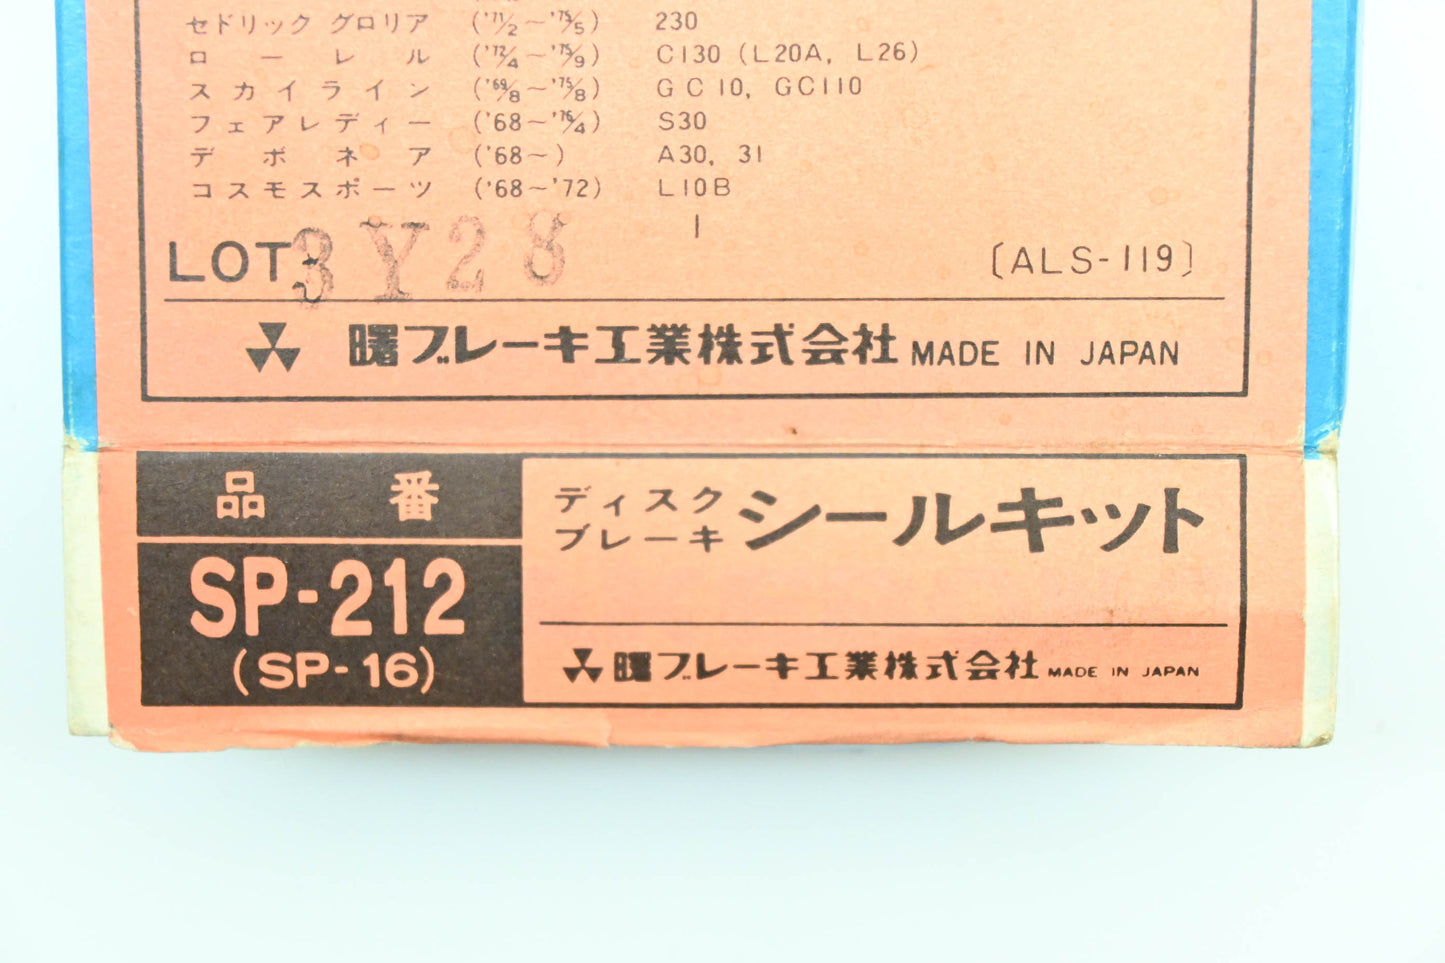 セドリック グロリア ('71/2～'75/5) 230
ローレル ('72/4～'75/9) C130 (L20A, L26)
スカイライン ('69/8～'75/8) GC10, GC110
フェアレディー ('68～'76/4) S30
デボネア ('68～) A30, 31
コスモスポーツ ('68～'72) L10B
1
LOT 3Y28 〔ALS-119〕
曙ブレーキ工業株式会社 MADE IN JAPAN
品番
SP-212
(SP-16)
ディスク
ブレーキ
シールキット
曙ブレーキ工業株式会社 MADE IN JAPAN